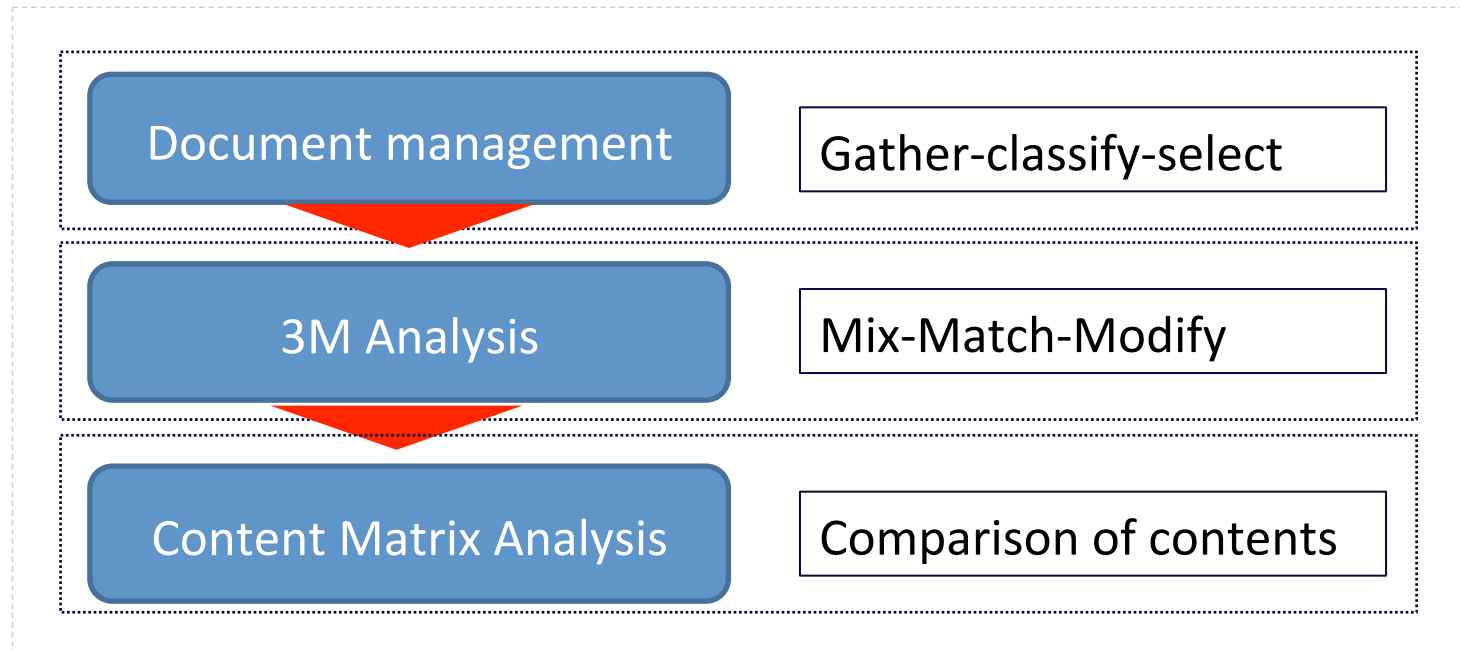 Document management
Gather-classify-select
3M Analysis
Mix-Match-Modify
Content Matrix Analysis
Comparison of contents